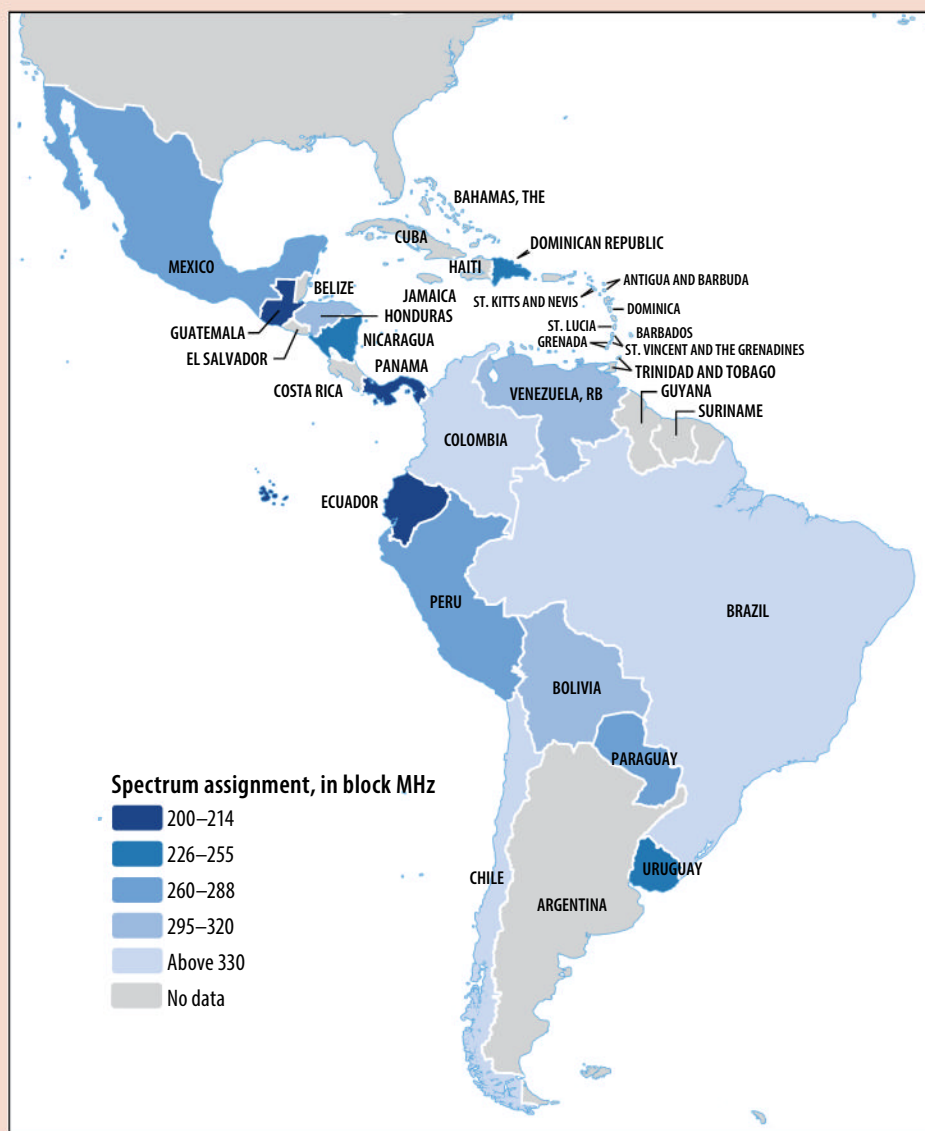 BAHAMAS, THE
CUBA
DOMINICAN REPUBLIC
MEXICO
HAITI
BELIZE
ANTIGUA AND BARBUDA
JAMAICA
ST. KITTS AND NEVIS
HONDURAS
DOMINICA
GUATEMALA
ST. LUCIA
BARBADOS
NICARAGUA
GRENADA
ST. VINCENT AND THE GRENADINES
EL SALVADOR
PANAMA
TRINIDAD AND TOBAGO
COSTA RICA
VENEZUELA, RB
GUYANA
SURINAME
COLOMBIA
ECUADOR
PERU
BRAZIL
BOLIVIA
PARAGUAY
CHILE
URUGUAY
ARGENTINA
Spectrum assignment, in block MHz
200–214
226–255
260–288
295–320
Above 330
No data